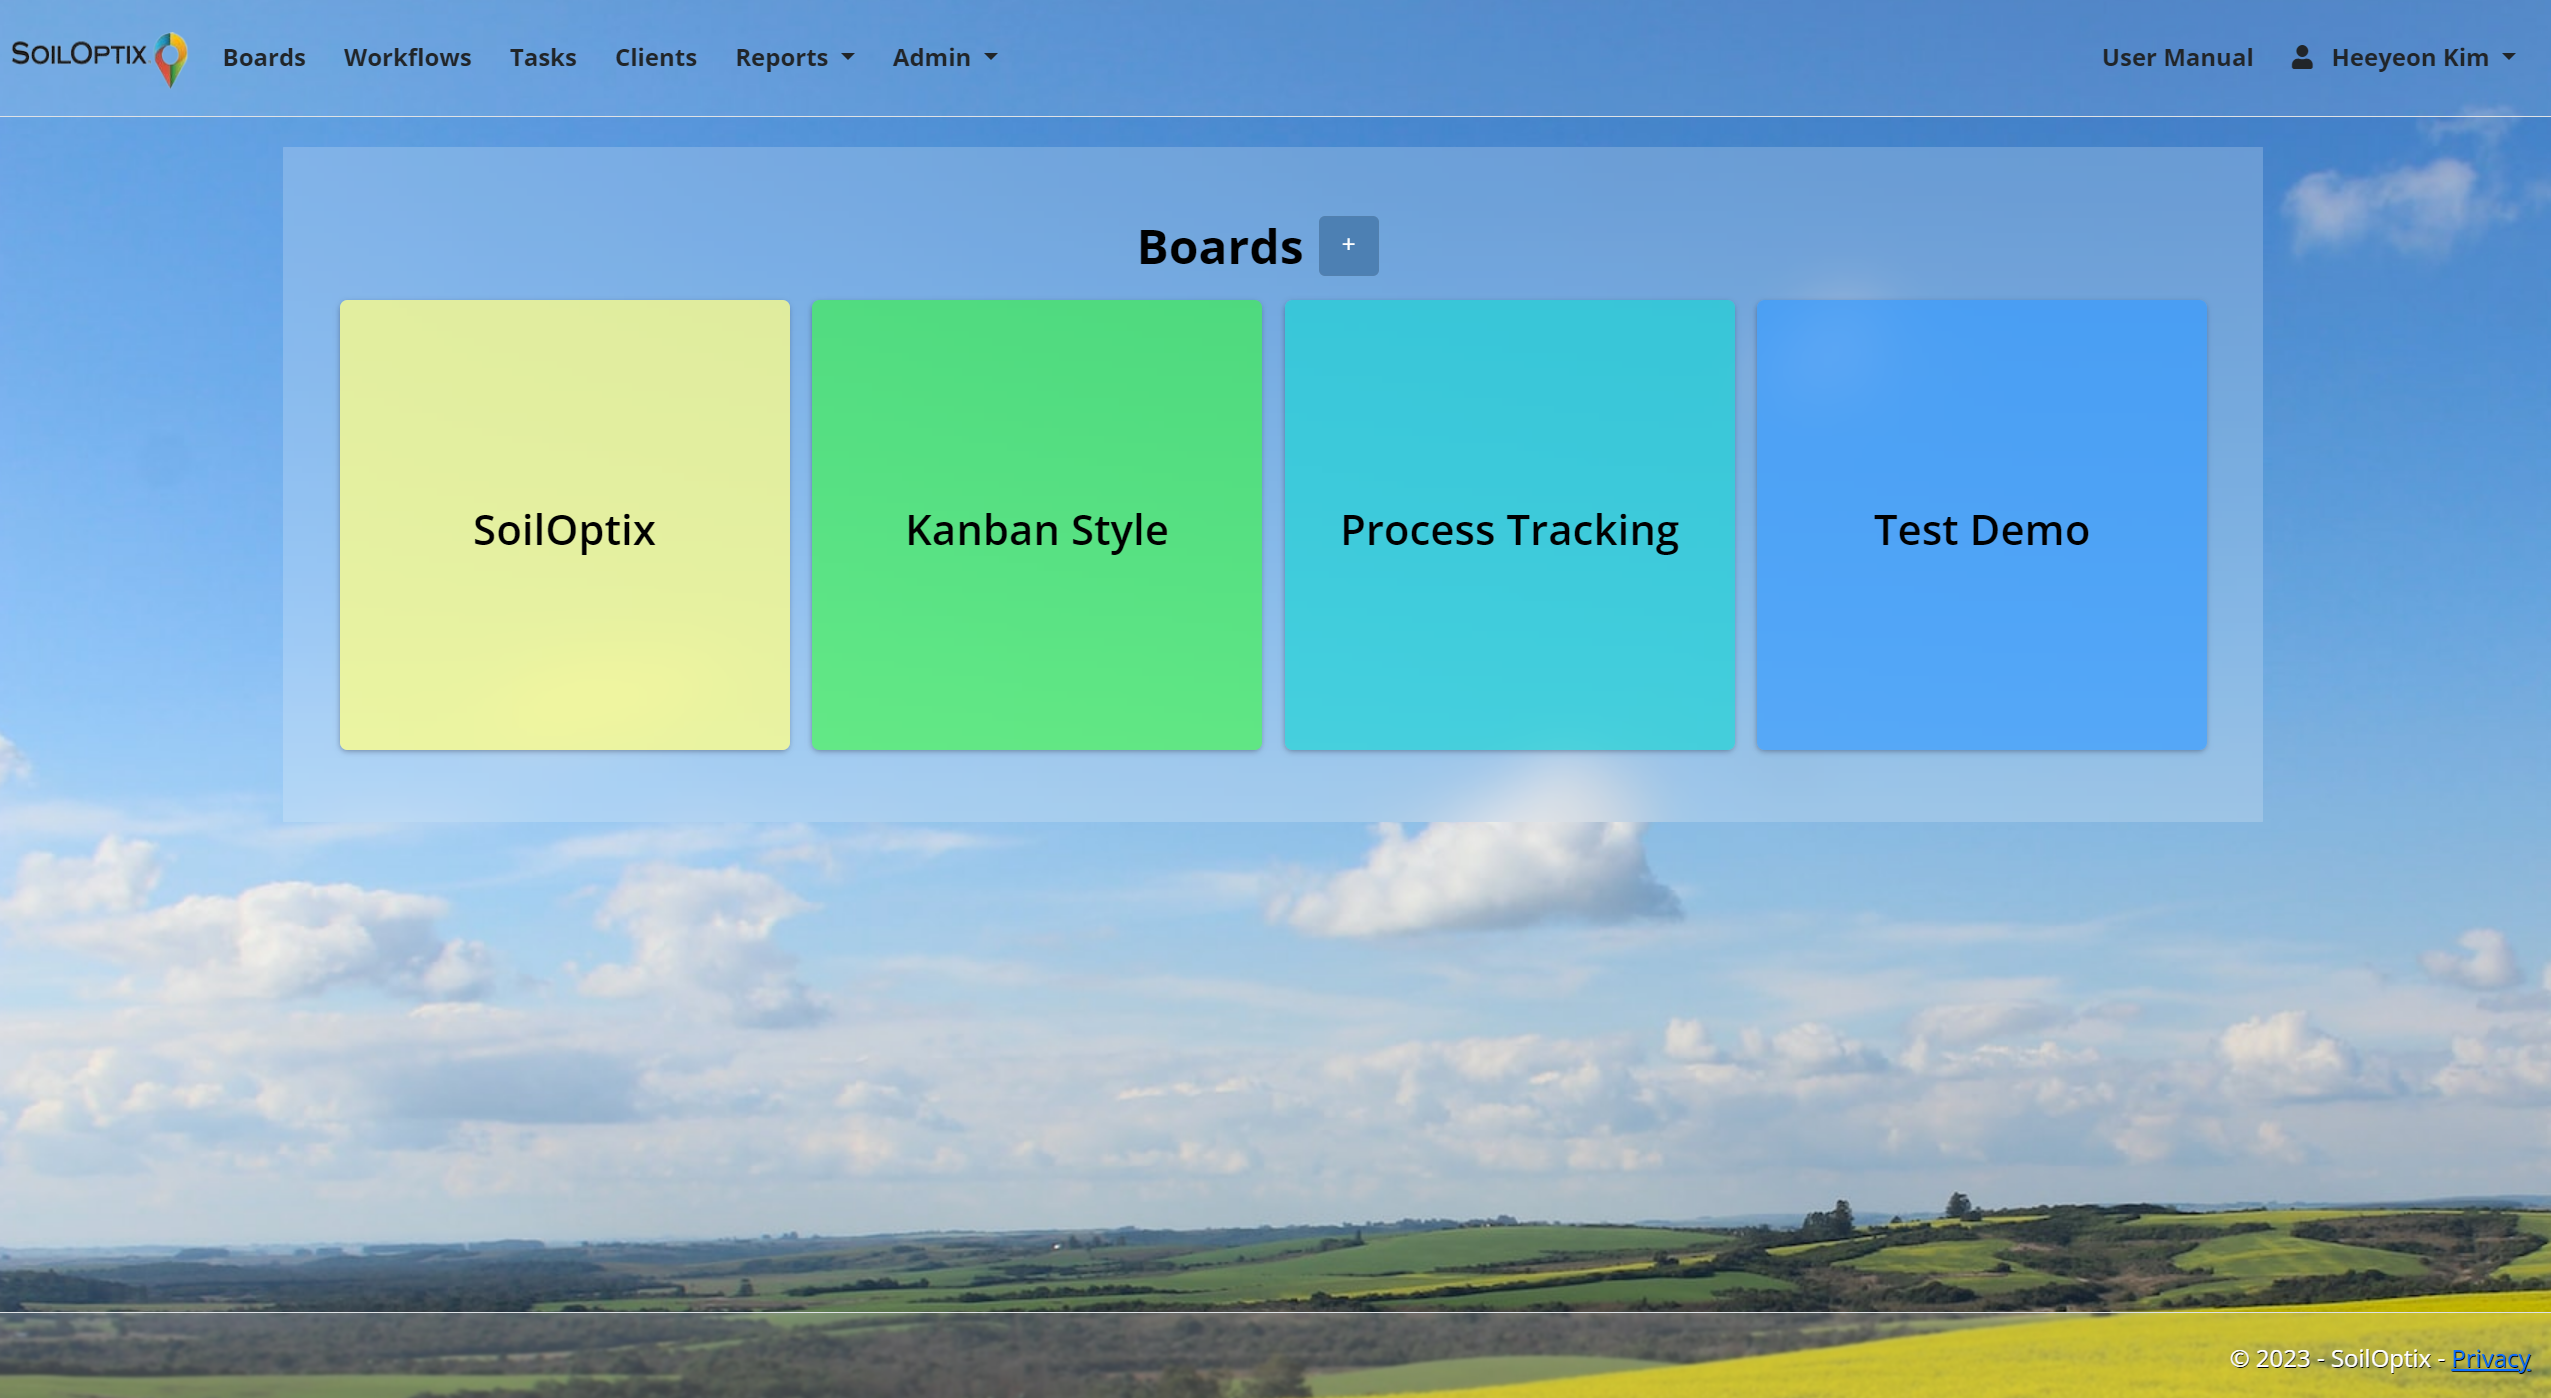 SOILOPTIX Boards Workflows Tasks Clients Reports Admin User Manual Heeyeon Kim
Boards +
SoilOptix Kanban Style Process Tracking Test Demo
© 2023 - SoilOptix - Privacy